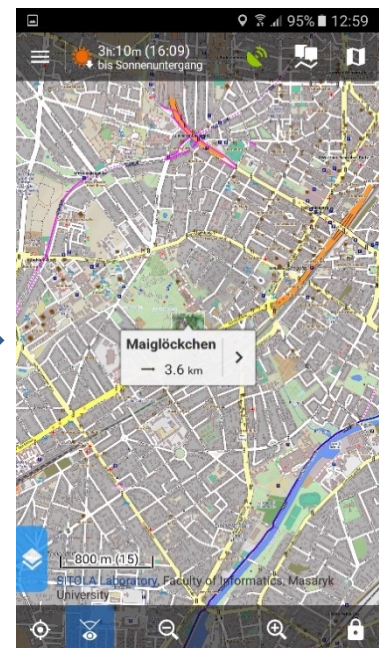 95% 12:59
3h:10m (16:09)
bis Sonnenuntergang
Maiglöckchen
3.6 km
800 m (15)
SITOLA Laboratory, Faculty of Informatics, Masaryk
University